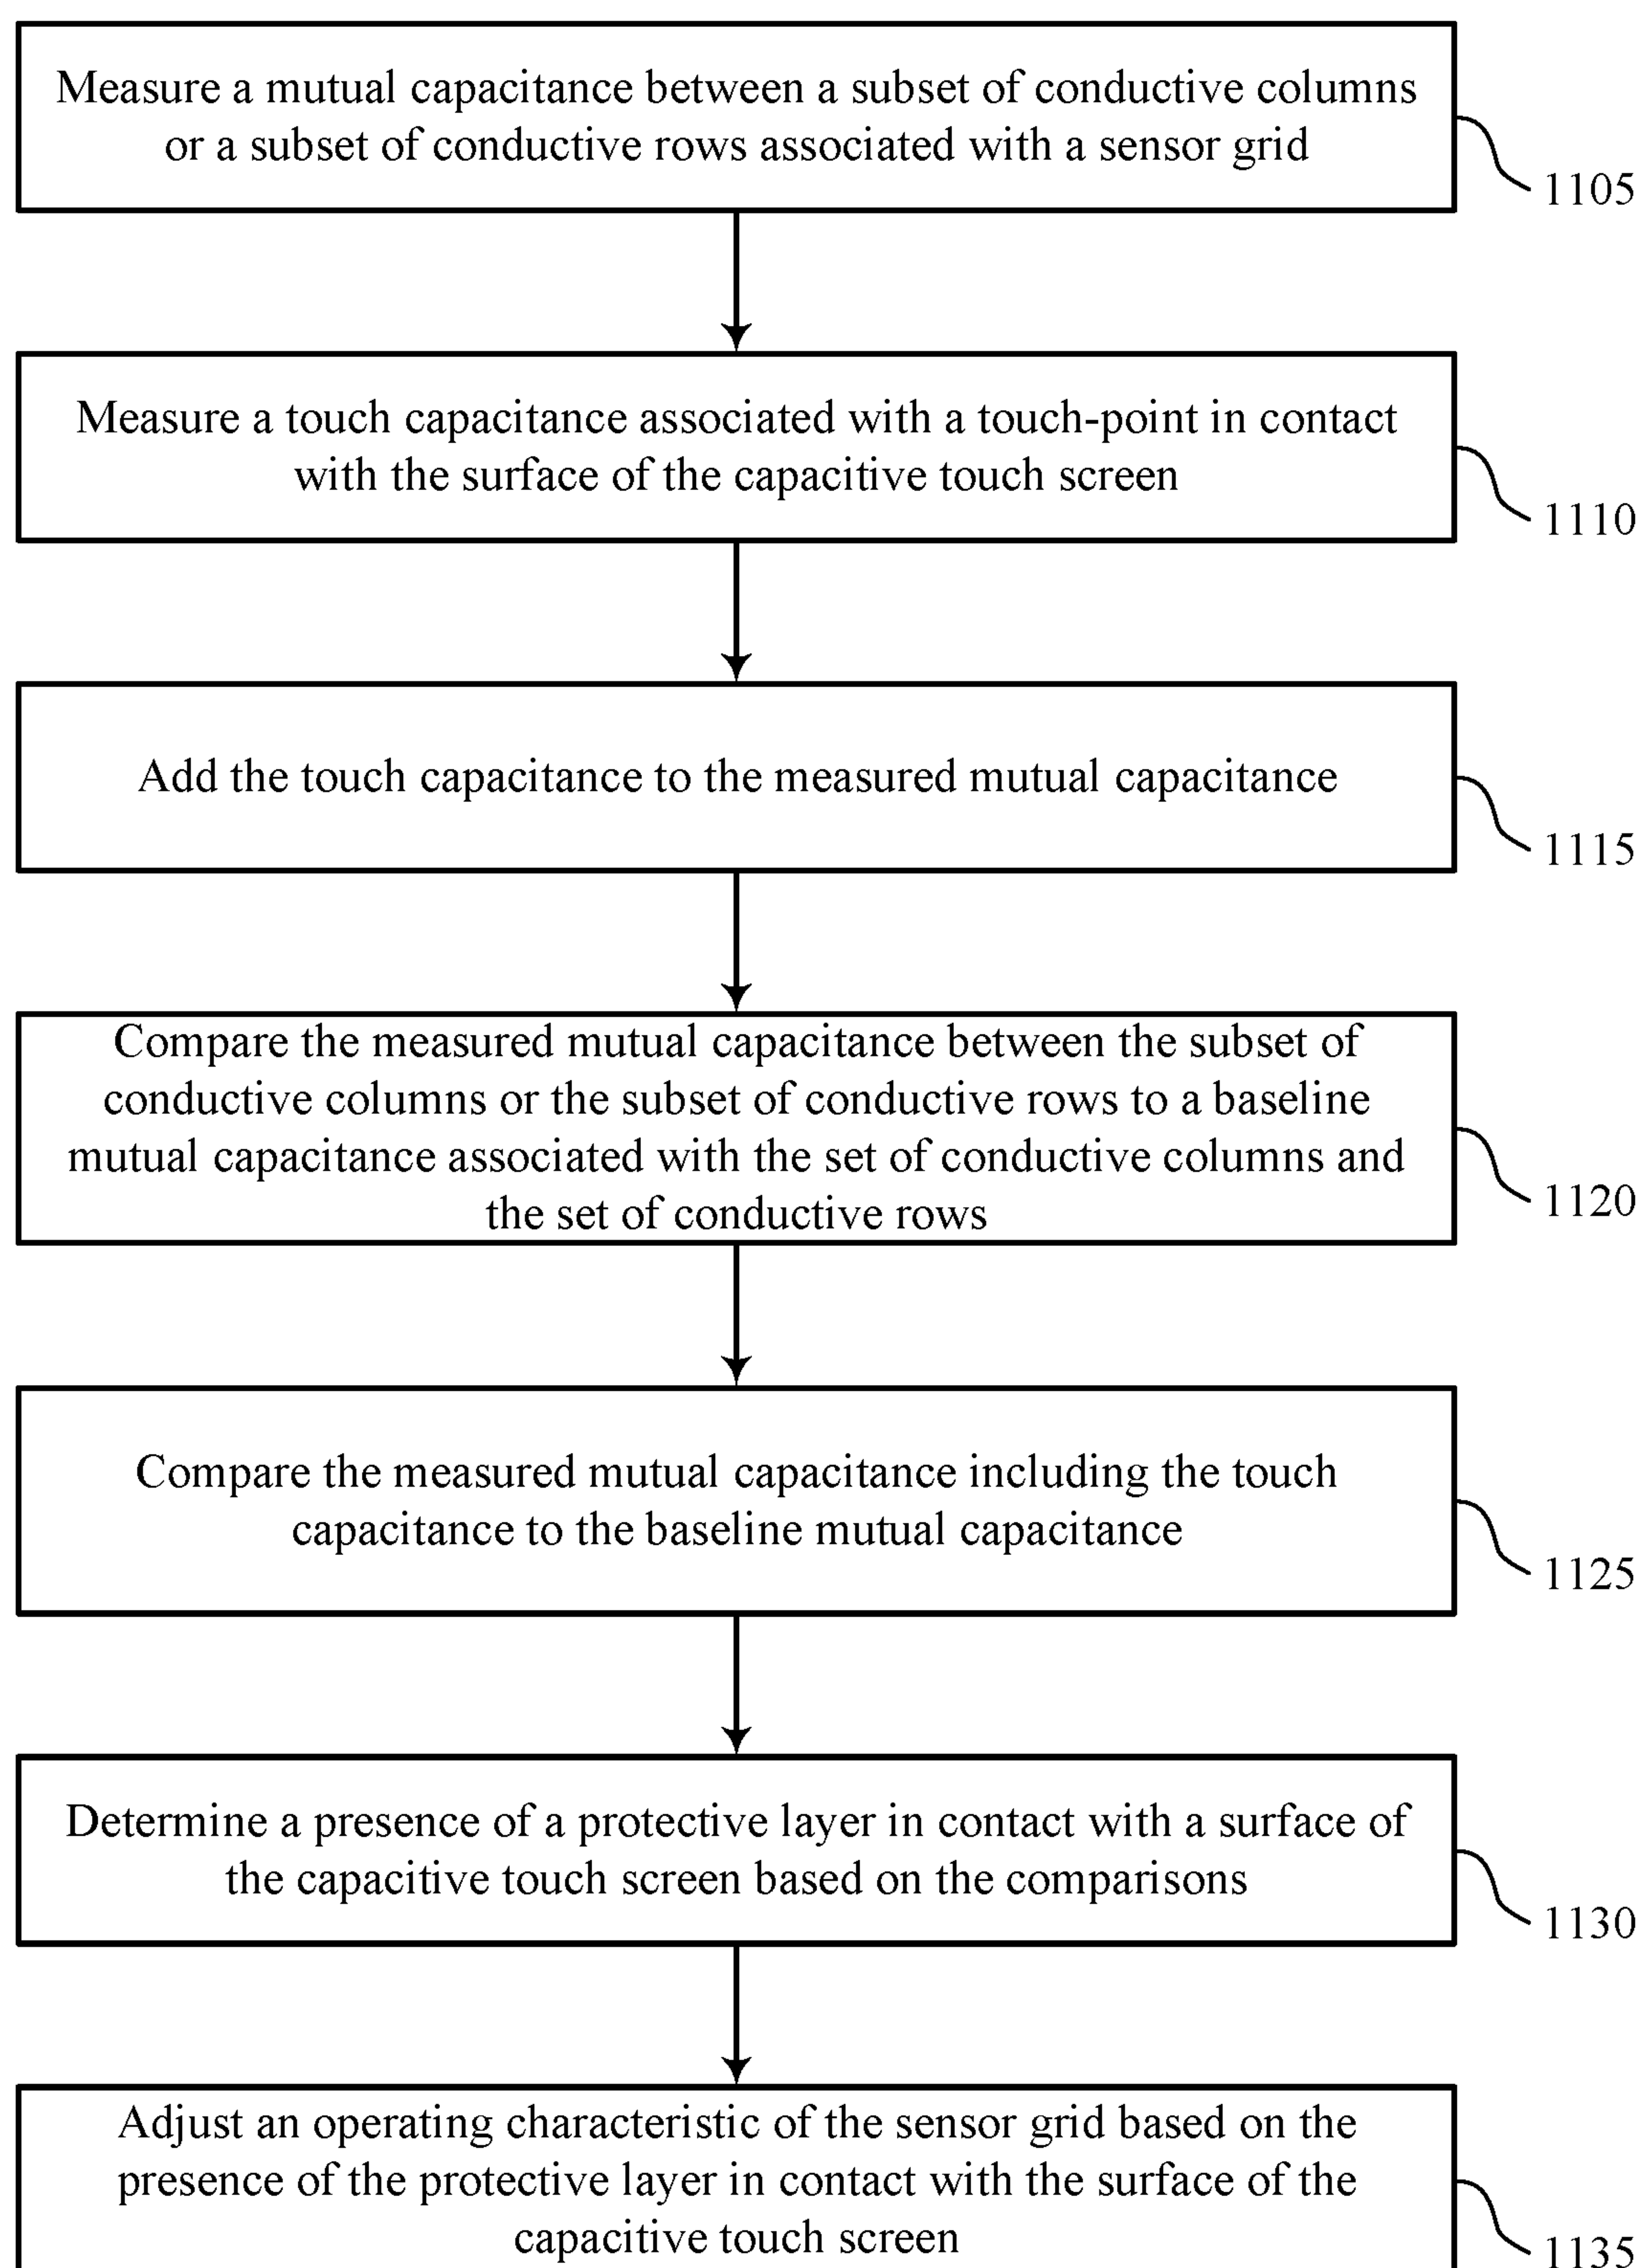 Measure a mutual capacitance between a subset of conductive columns
or a subset of conductive rows associated with a sensor grid
1105
Measure a touch capacitance associated with a touch-point in contact
with the surface of the capacitive touch screen
1110
Add the touch capacitance to the measured mutual capacitance
1115
Compare the measured mutual capacitance between the subset of
conductive columns or the subset of conductive rows to a baseline
mutual capacitance associated with the set of conductive columns and
the set of conductive rows
1120
Compare the measured mutual capacitance including the touch
capacitance to the baseline mutual capacitance
1125
Determine a presence of a protective layer in contact with a surface of
the capacitive touch screen based on the comparisons
1130
Adjust an operating characteristic of the sensor grid based on the
presence of the protective layer in contact with the surface of the
capacitive touch screen
1135